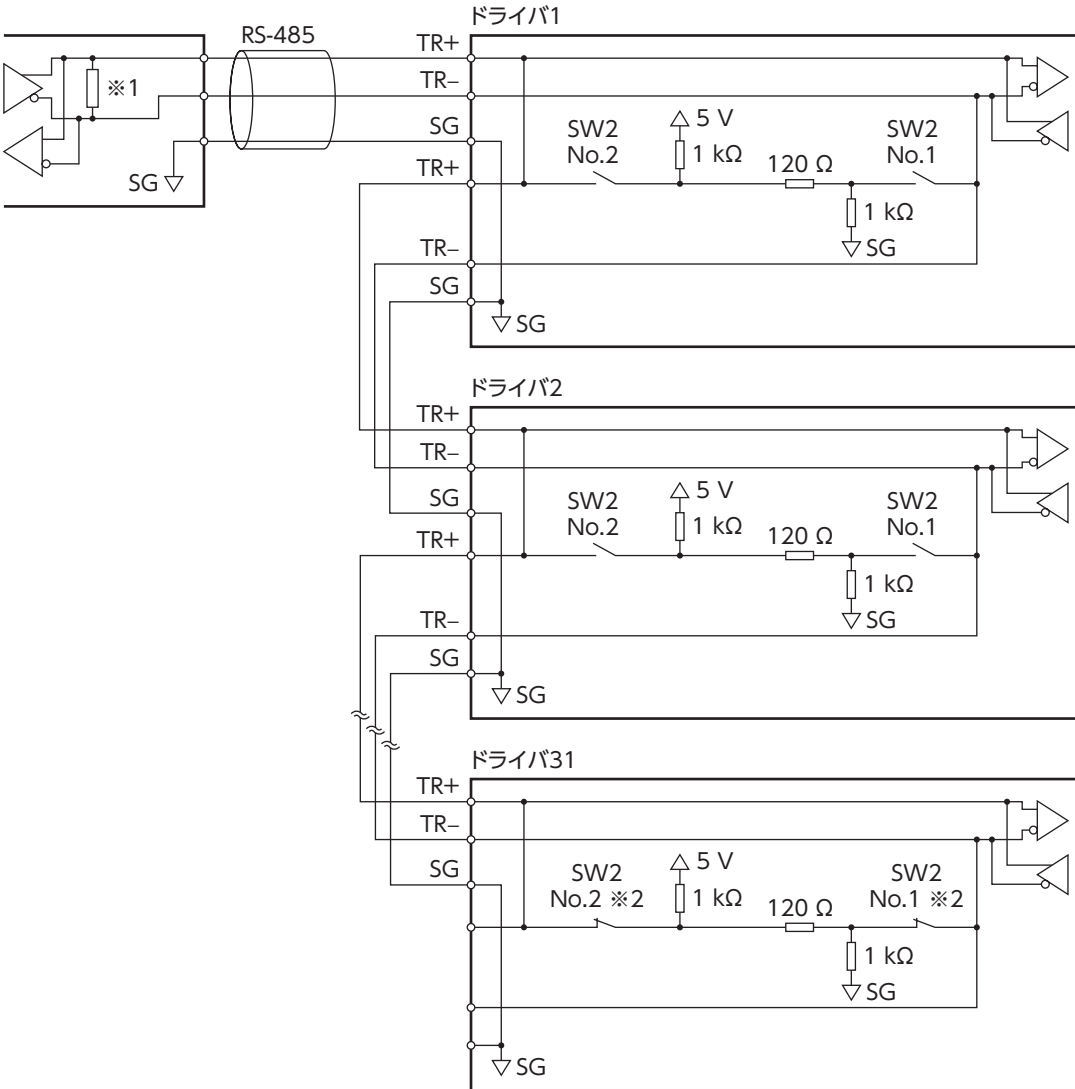 RS-485
※1
SG
ドライバ1
TR+
TR–
SG
TR+
TR–
SG
SW2
No.2
5 V
1 kΩ
120 Ω
SW2
No.1
1 kΩ
SG
SG
ドライバ2
TR+
TR–
SG
TR+
TR–
SG
SW2
No.2
5 V
1 kΩ
120 Ω
SW2
No.1
1 kΩ
SG
SG
ドライバ31
TR+
TR–
SG
SW2
No.2 ※2
5 V
1 kΩ
120 Ω
SW2
No.1 ※2
1 kΩ
SG
SG